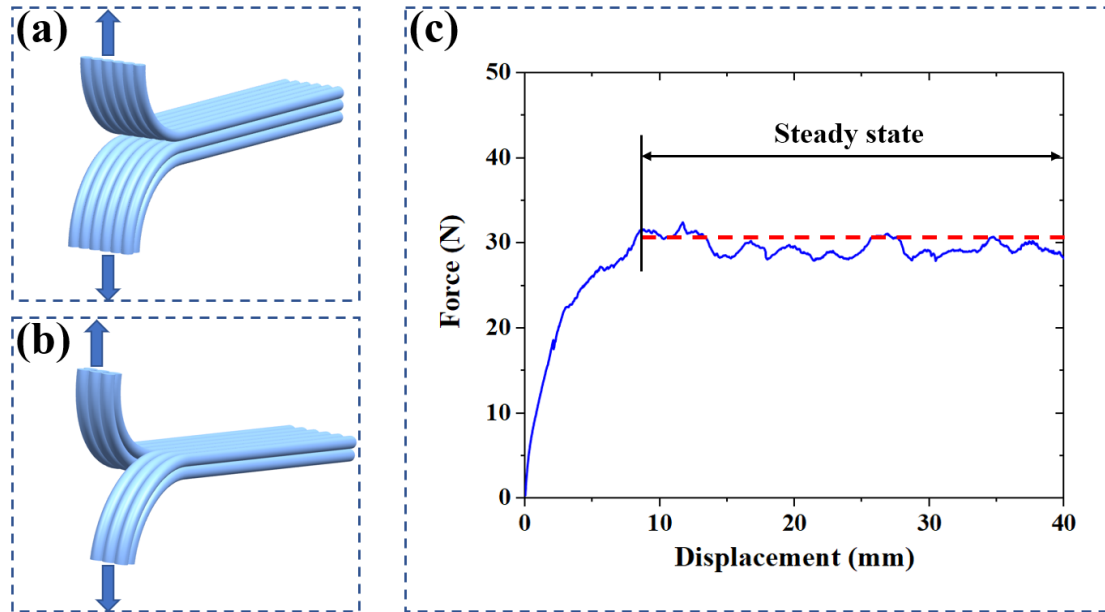 (a)
(b)
(c)
50
40
30
20
10
0
Force (N)
Steady state
0 10 20 30 40
Displacement (mm)